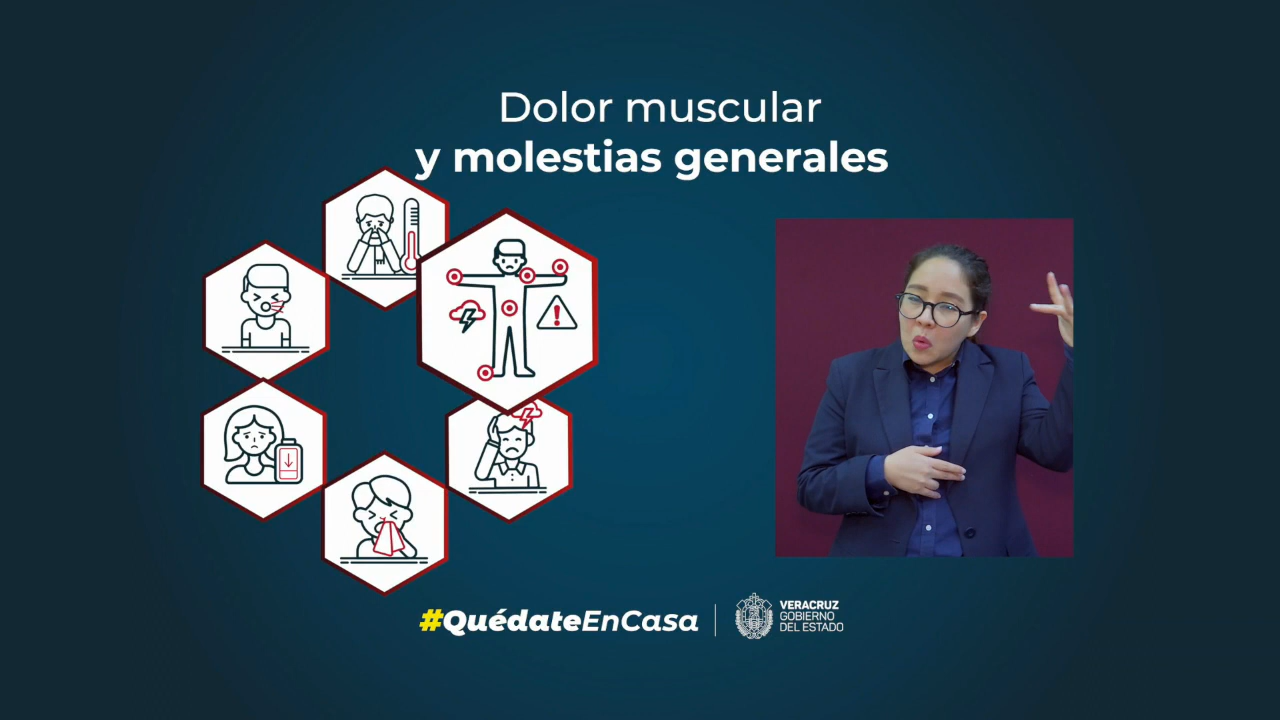 Dolor muscular
y molestias generales
#QuédateEnCasa
VERACRUZ
GOBIERNO
DEL ESTADO